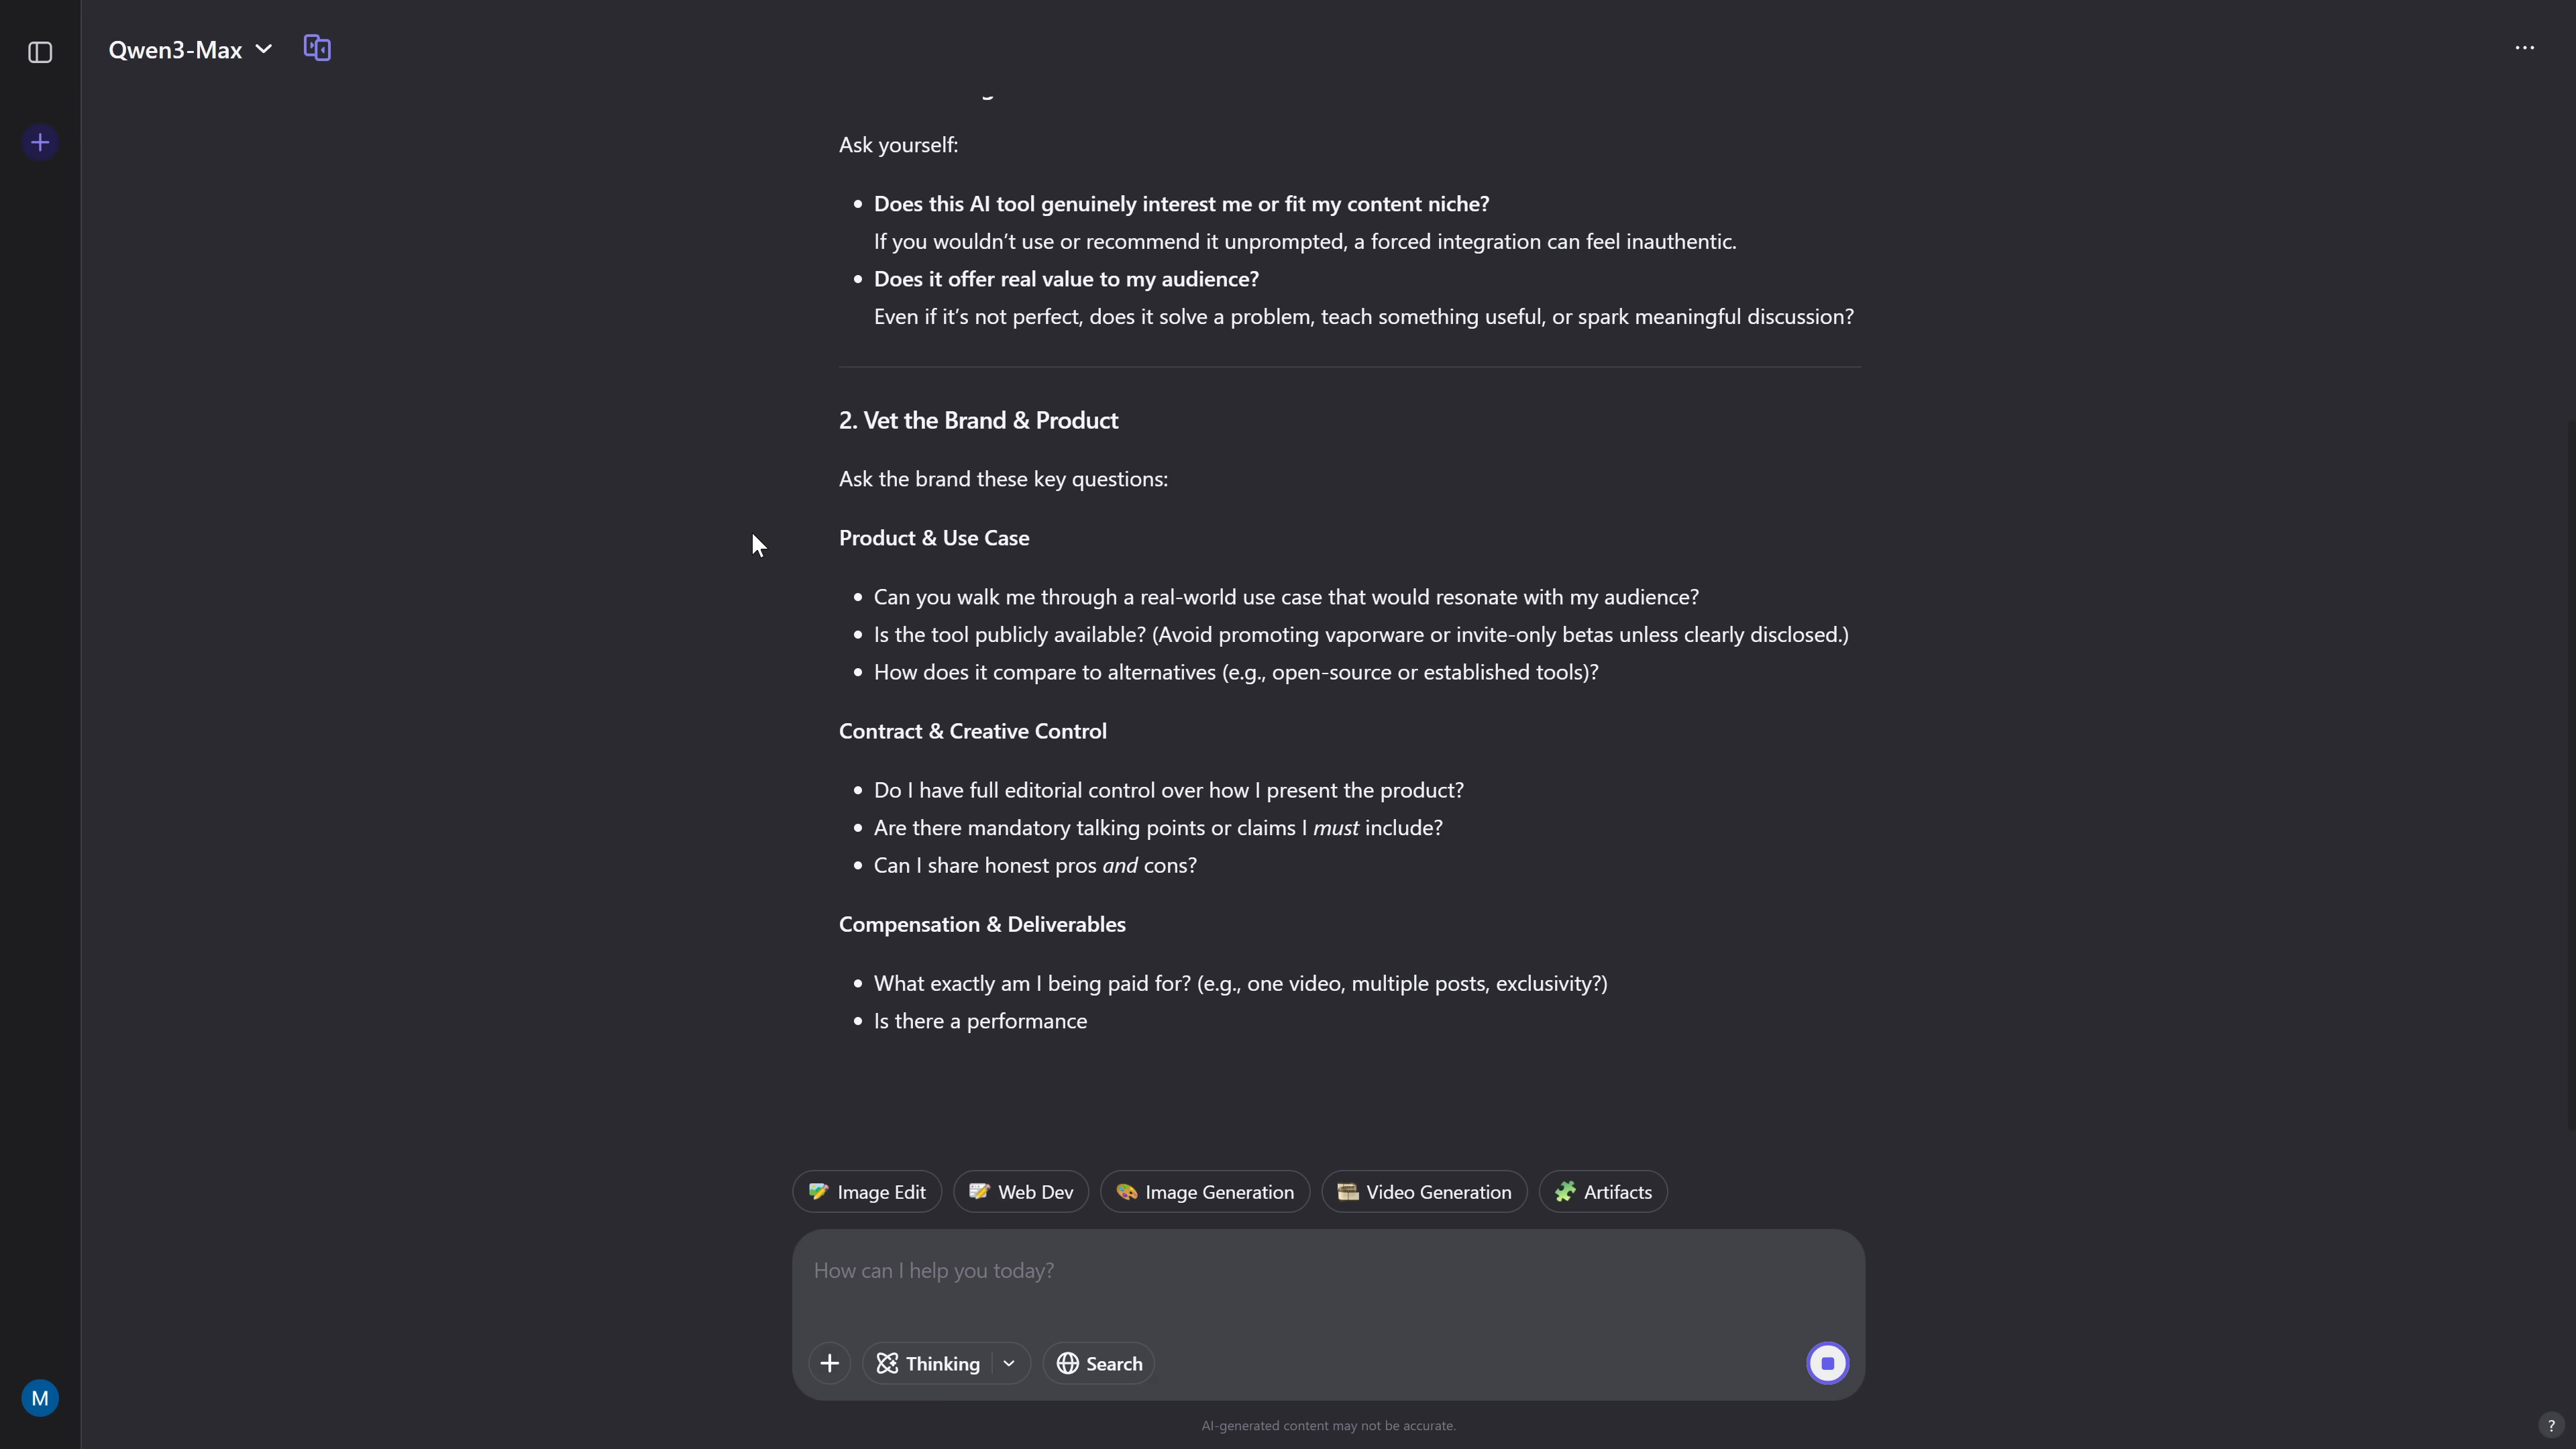 Qwen3-Max
Ask yourself:
Does this AI tool genuinely interest me or fit my content niche?
If you wouldn’t use or recommend it unprompted, a forced integration can feel inauthentic.
Does it offer real value to my audience?
Even if it’s not perfect, does it solve a problem, teach something useful, or spark meaningful discussion?
2. Vet the Brand & Product
Ask the brand these key questions:
Product & Use Case
Can you walk me through a real-world use case that would resonate with my audience?
Is the tool publicly available? (Avoid promoting vaporware or invite-only betas unless clearly disclosed.)
How does it compare to alternatives (e.g., open-source or established tools)?
Contract & Creative Control
Do I have full editorial control over how I present the product?
Are there mandatory talking points or claims I must include?
Can I share honest pros and cons?
Compensation & Deliverables
What exactly am I being paid for? (e.g., one video, multiple posts, exclusivity?)
Is there a performance
Image Edit Web Dev Image Generation Video Generation Artifacts
How can I help you today?
Thinking Search
M
AI-generated content may not be accurate.
?